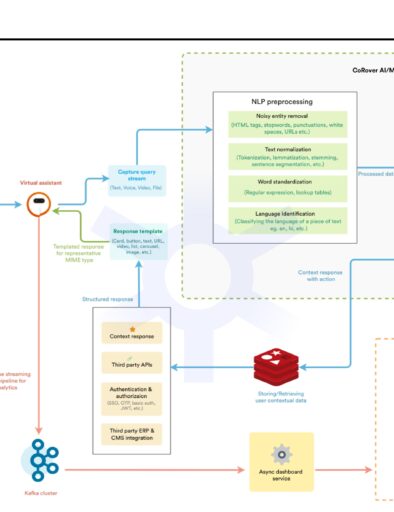 CoRover AI/M
NLP preprocessing
Noisy entity removal
(HTML tags, stopwords, punctuations, white
spaces, URLs etc.)
Text normalization
(Tokenization, lemmatization, stemming,
sentence segmentation, etc.)
Word standardization
(Regular expression, lookup tables)
Language identification
(Classifying the language of a piece of text
eg. en, hi, etc.)
Processed dat
Capture query
stream
(Text, Voice, Video, File)
Virtual assistant
Response template
(Card, button, text, URL,
video, list, carousel,
image, etc.)
Templated response
for representative
MIME type
Context response
with action
Structured response
Context response
Third party APIs
Authentication &
authorization
(SSO, OTP, basic auth,
JWT, etc.)
Third party ERP &
CMS integration
Storing/Retrieving
user contextual data
streaming
pipeline for
analytics
Kafka cluster
Async dashboard
service